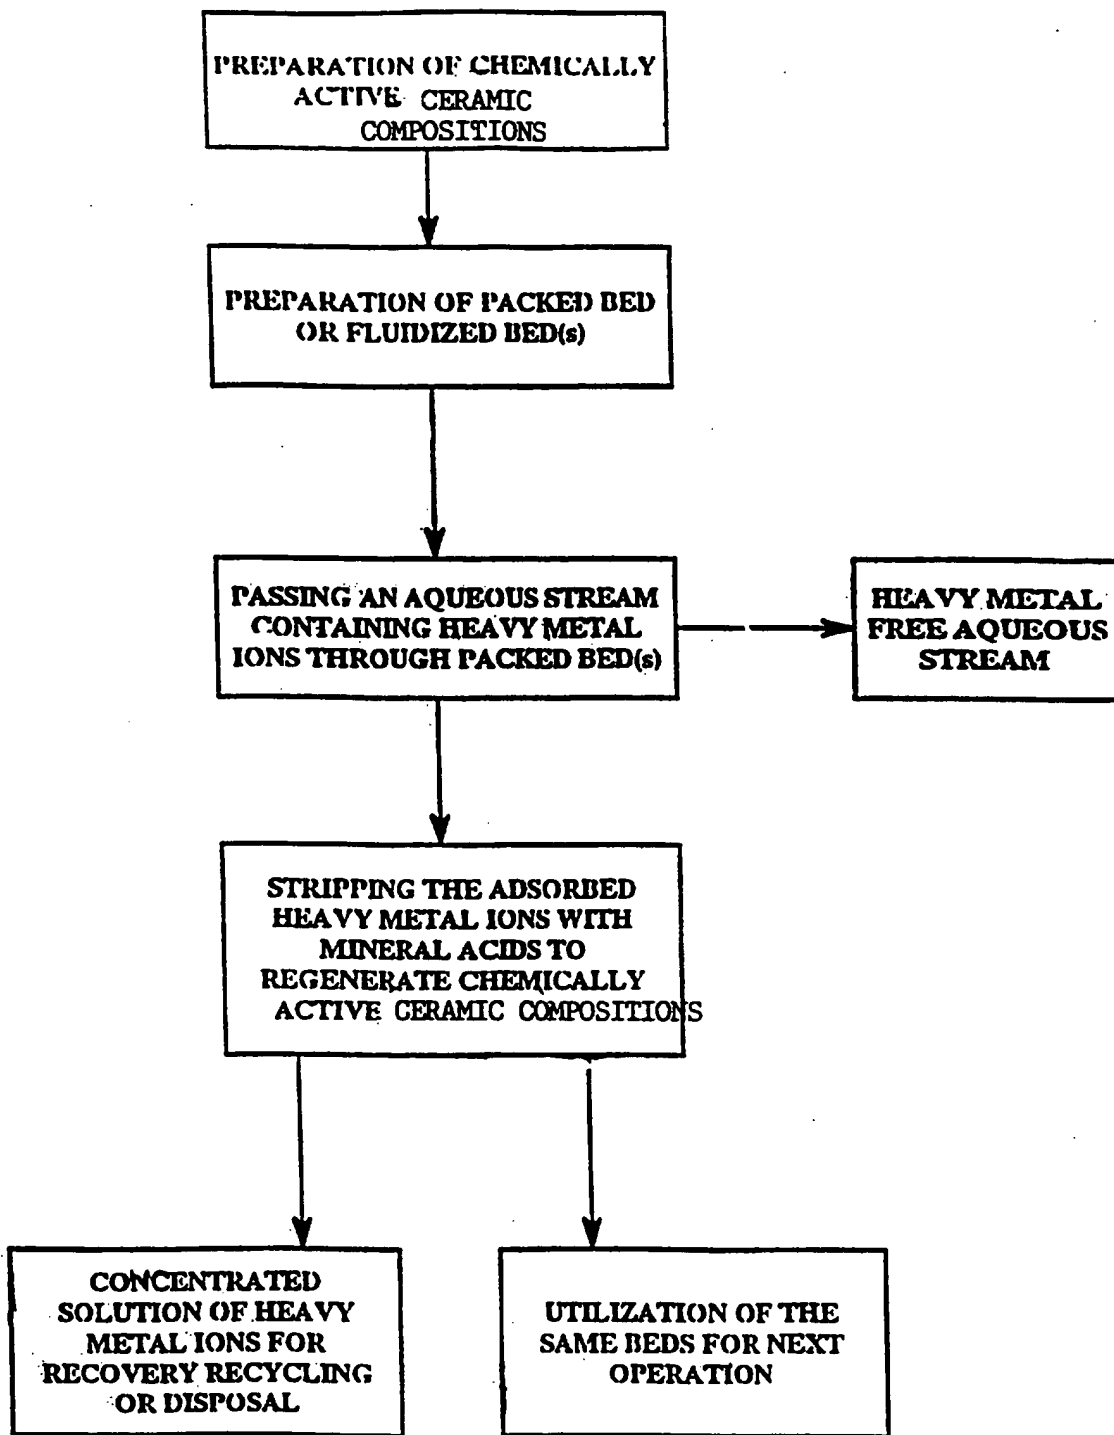 PREPARATION OF CHEMICALLY
ACTIVE CERAMIC
COMPOSITIONS
PREPARATION OF PACKED BED
OR FLUIDIZED BED(s)
PASSING AN AQUEOUS STREAM
CONTAINING HEAVY METAL
IONS THROUGH PACKED BED(s)
HEAVY METAL
FREE AQUEOUS
STREAM
STRIPPING THE ADSORBED
HEAVY METAL IONS WITH
MINERAL ACIDS TO
REGENERATE CHEMICALLY
ACTIVE CERAMIC COMPOSITIONS
CONCENTRATED
SOLUTION OF HEAVY
METAL IONS FOR
RECOVERY RECYCLING
OR DISPOSAL
UTILIZATION OF THE
SAME BEDS FOR NEXT
OPERATION